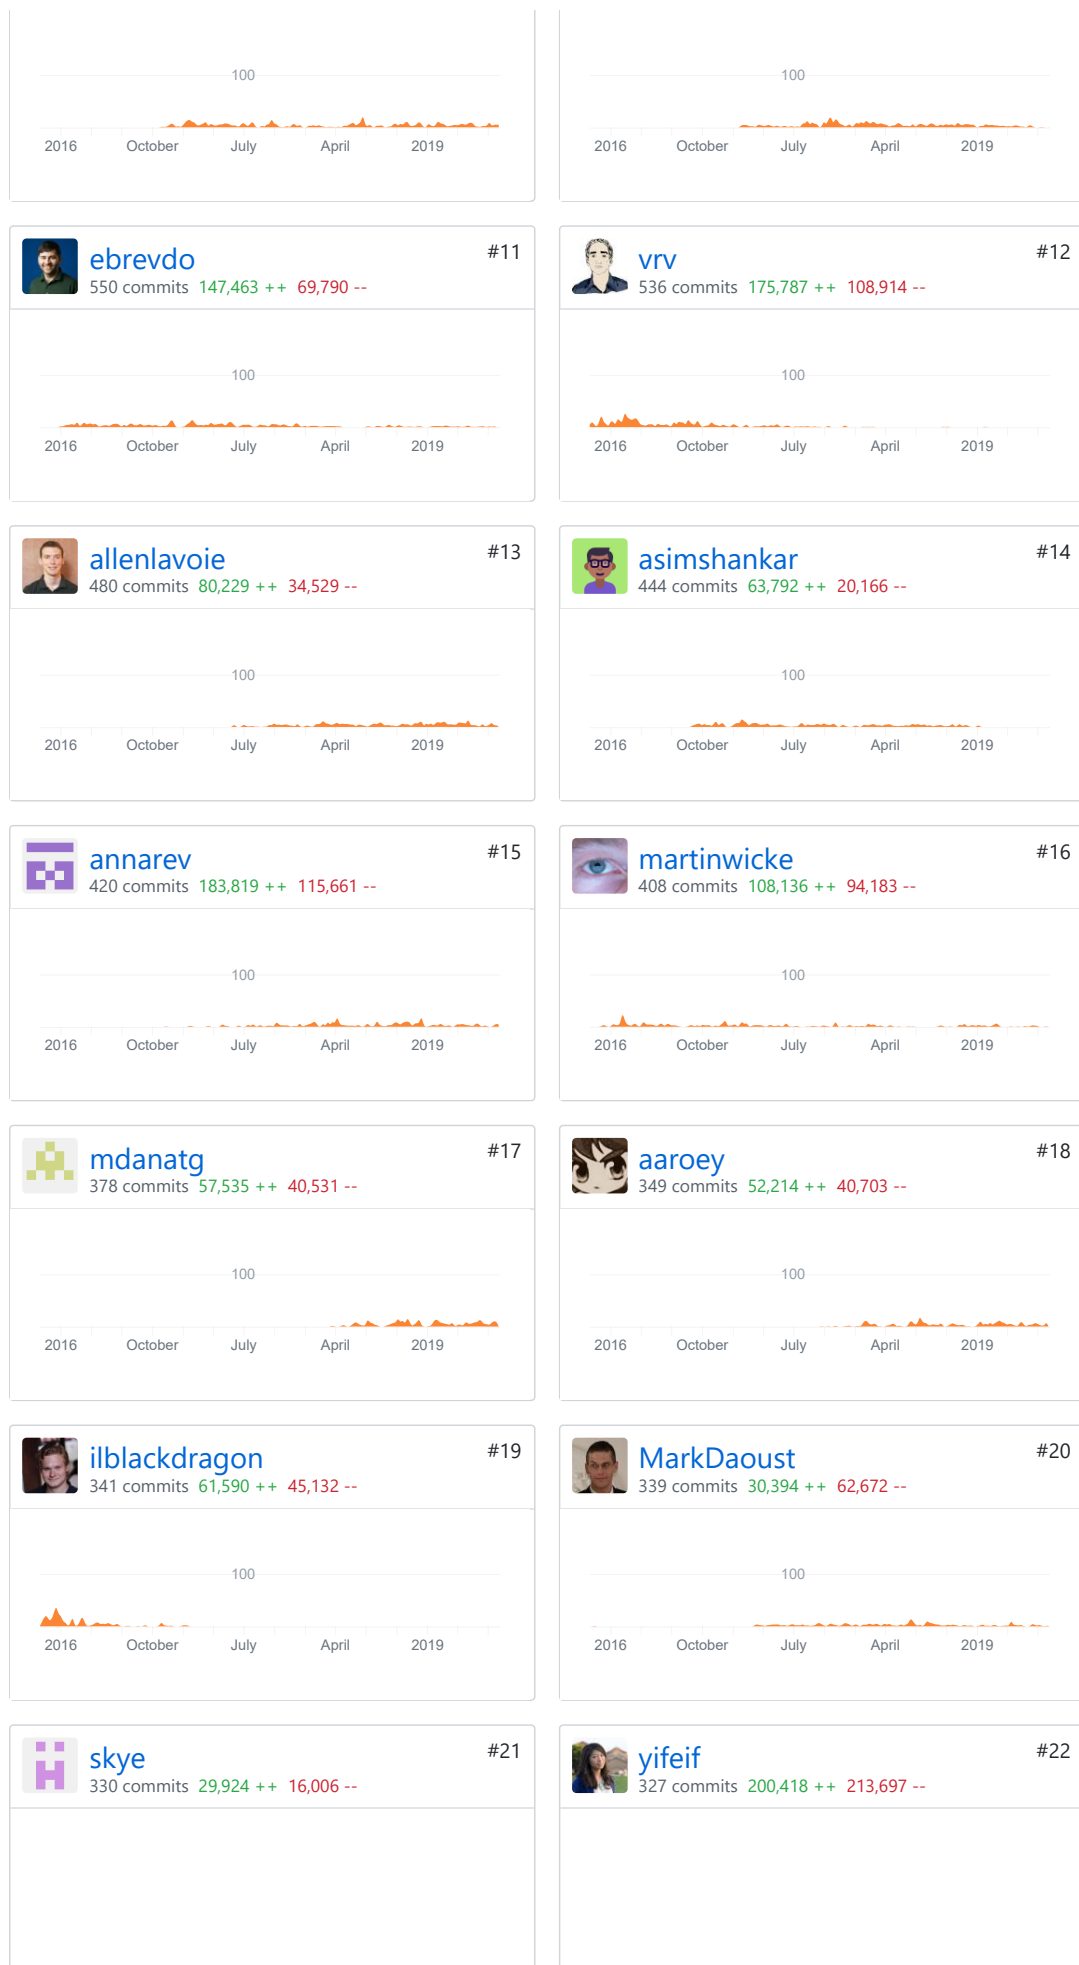 100
2016 October July April 2019
100
2016 October July April 2019
ebrevdo #11
550 commits 147,463 ++ 69,790 --
100
2016 October July April 2019
vrv #12
536 commits 175,787 ++ 108,914 --
100
2016 October July April 2019
allenlavoie #13
480 commits 80,229 ++ 34,529 --
100
2016 October July April 2019
asimshankar #14
444 commits 63,792 ++ 20,166 --
100
2016 October July April 2019
annarev #15
420 commits 183,819 ++ 115,661 --
100
2016 October July April 2019
martinwicke #16
408 commits 108,136 ++ 94,183 --
100
2016 October July April 2019
mdanatg #17
378 commits 57,535 ++ 40,531 --
100
2016 October July April 2019
aaroey #18
349 commits 52,214 ++ 40,703 --
100
2016 October July April 2019
ilblackdragon #19
341 commits 61,590 ++ 45,132 --
100
2016 October July April 2019
MarkDaoust #20
339 commits 30,394 ++ 62,672 --
100
2016 October July April 2019
skye #21
330 commits 29,924 ++ 16,006 --
yifeif #22
327 commits 200,418 ++ 213,697 --